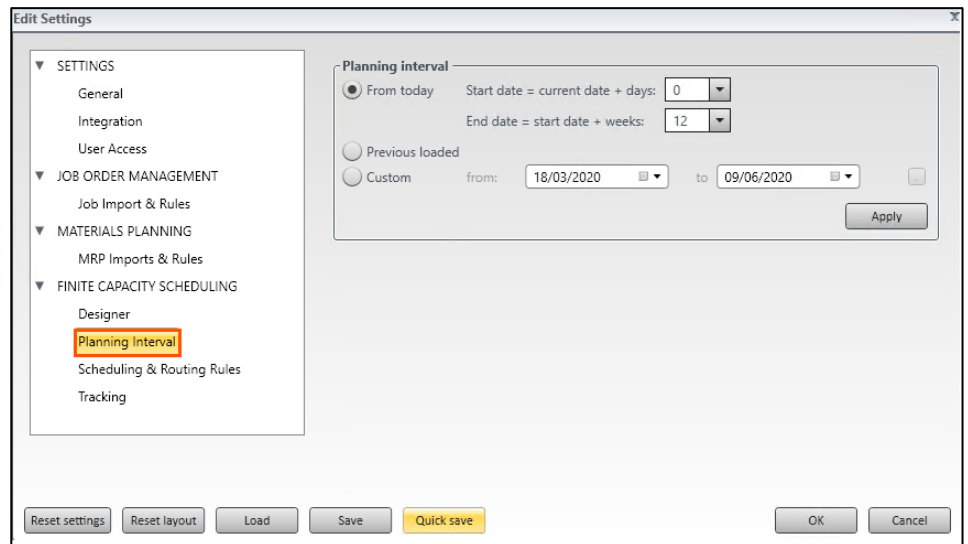 Edit Settings
x
SETTINGS
General
Integration
User Access
JOB ORDER MANAGEMENT
Job Import & Rules
MATERIALS PLANNING
MRP Imports & Rules
FINITE CAPACITY SCHEDULING
Designer
Planning Interval
Scheduling & Routing Rules
Tracking
Planning interval
From today Start date = current date + days: 0
End date = start date + weeks: 12
Previous loaded
Custom from: 18/03/2020 to 09/06/2020
Apply
Reset settings Reset layout Load Save Quick save OK Cancel